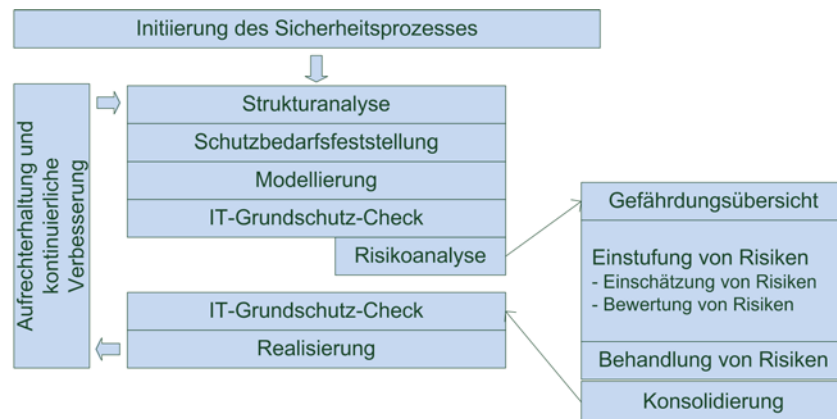 Initiierung des Sicherheitsprozesses
Aufrechterhaltung und
kontinuierliche
Verbesserung
Strukturanalyse
Schutzbedarfsfeststellung
Modellierung
IT-Grundschutz-Check
Risikoanalyse
IT-Grundschutz-Check
Realisierung
Gefährdungsübersicht
Einstufung von Risiken
- Einschätzung von Risiken
- Bewertung von Risiken
Behandlung von Risiken
Konsolidierung